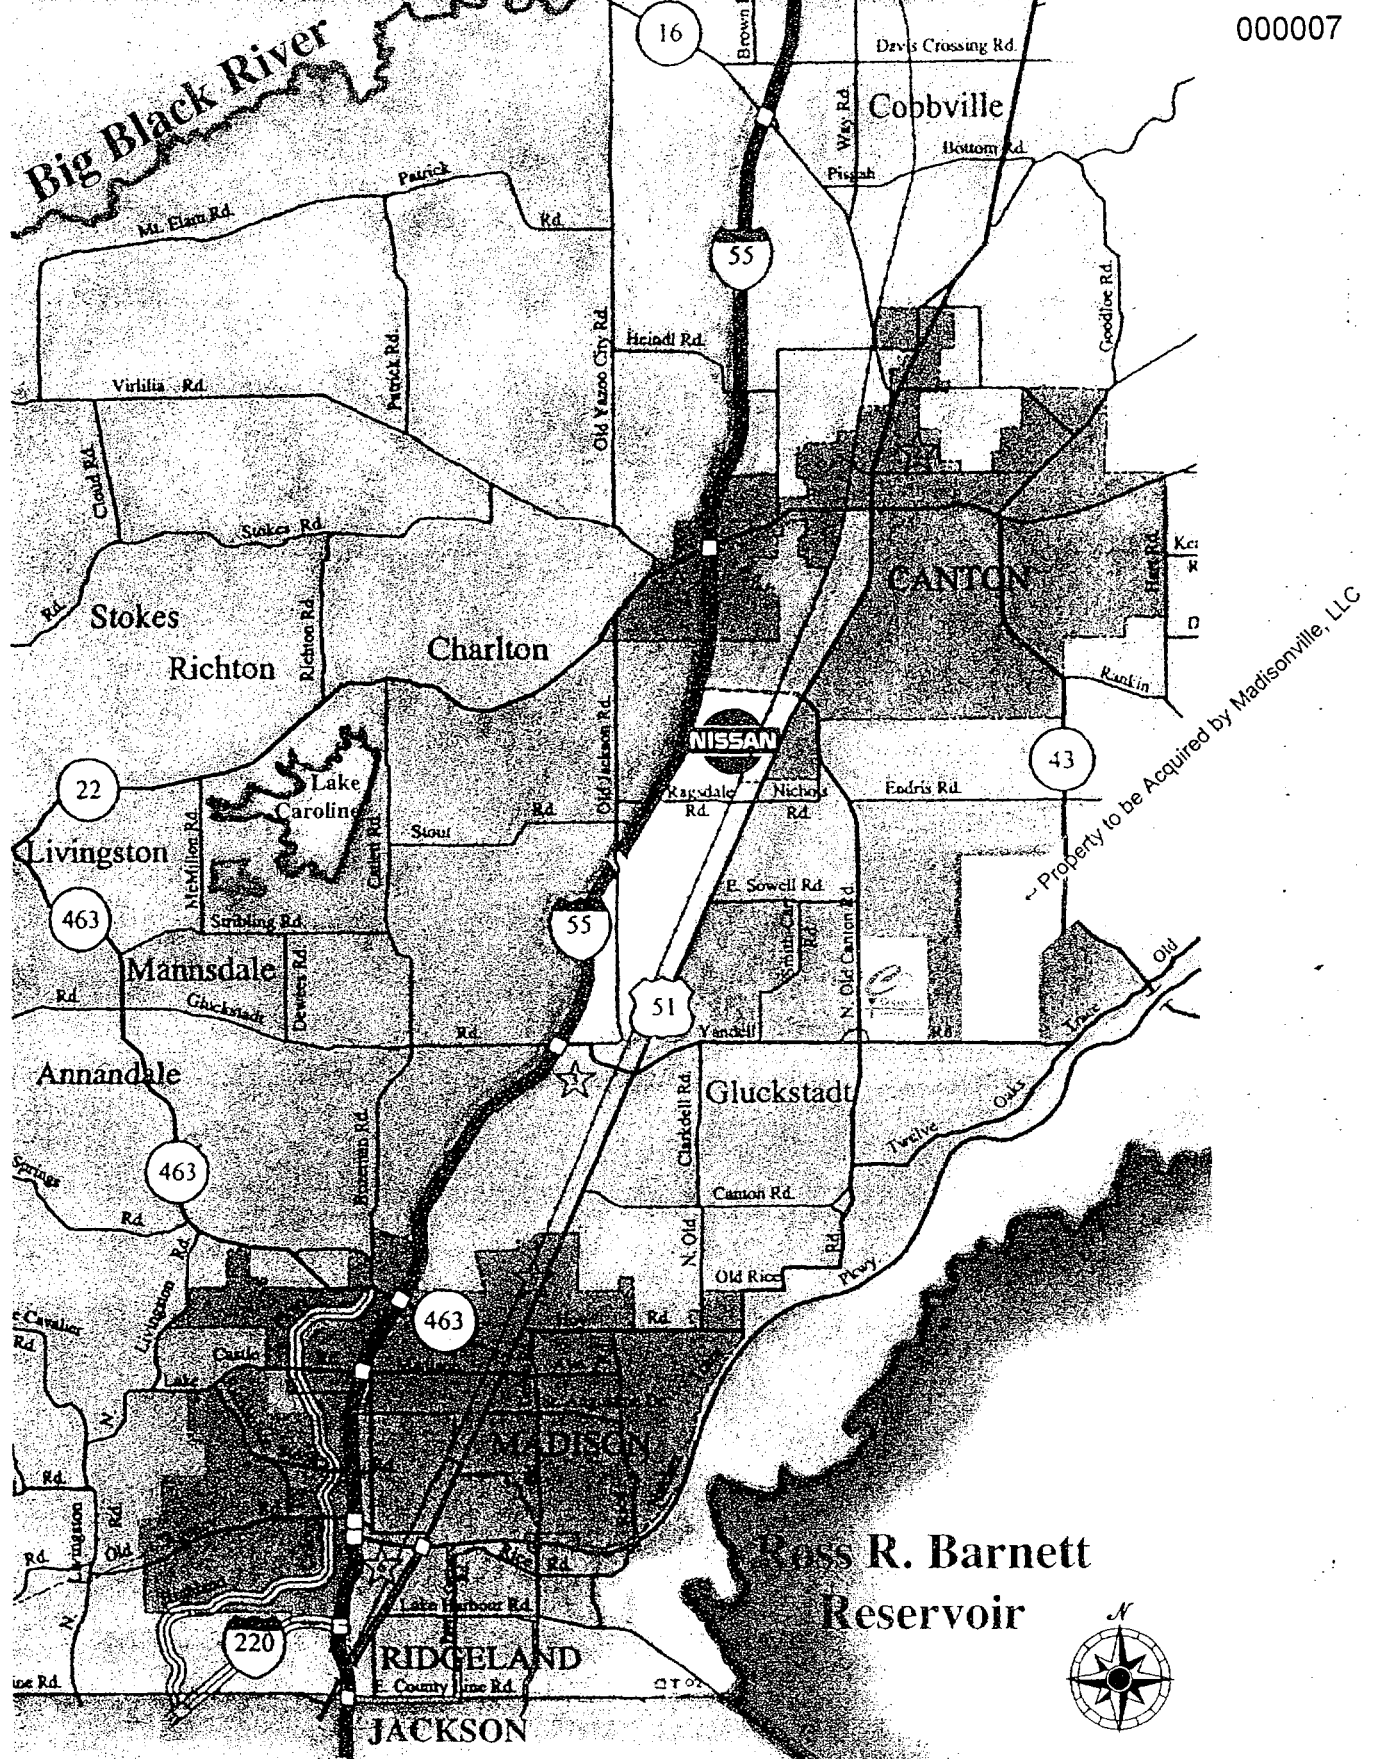 000007
16
Brown
Davis Crossing Rd.
Big Black River
Way Rd.
Cobbville
Bottom Rd.
Pisgah
Patrick
Mt. Elam Rd.
Rd.
55
Goodloe Rd.
Old Yazoo City Rd.
Heindl Rd.
Patrick Rd.
Virlilia Rd.
Cloud Rd.
Stokes Rd.
CANTON
Hart Rd.
Rd.
Stokes
Richton
Richton Rd.
Charlton
Rankin
Property to be Acquired by Madisonville, LLC
NISSAN
Old Jackson Rd.
43
22
Lake
Caroline
Ragsdale
Rd.
Nichols
Rd.
Endris Rd.
Livingston
McMillon Rd.
Stout
Rd.
E. Sowell Rd.
463
Stribling Rd.
55
Rd.
N. Old Canton Rd.
Mannsdale
Dewees Rd.
Old
Rd.
Gluckstadt
Rd.
51
Yandell
Rd.
Trace
Annandale
Gluckstadt
Clarkdell Rd.
Bozeman Rd.
Oaks
Twelve
463
Springs
Rd.
Canton Rd.
Rd.
N. Old
Rd.
Old Rice
Pkwy.
Livingston
463
Rd.
Cavalier
Rd.
Lake
N.
MADISON
Rd.
Livingston
Rd.
Old
Rd.
Rice
Rd.
Ross R. Barnett
Reservoir
Lake Harbour Rd.
N.
220
N
RIDGELAND
E. County Line Rd.
JACKSON